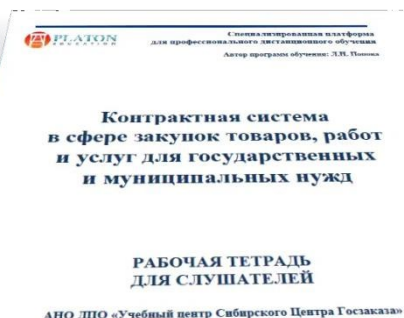 PLATON
EDUCATION
Специализированная платформа
для профессионального дистанционного обучения
Автор программ обучения: Л.Н. Попова
Контрактная система
в сфере закупок товаров, работ
и услуг для государственных
и муниципальных нужд
РАБОЧАЯ ТЕТРАДЬ
ДЛЯ СЛУШАТЕЛЕЙ
АНО ДПО «Учебный центр Сибирского Центра Госзаказа»